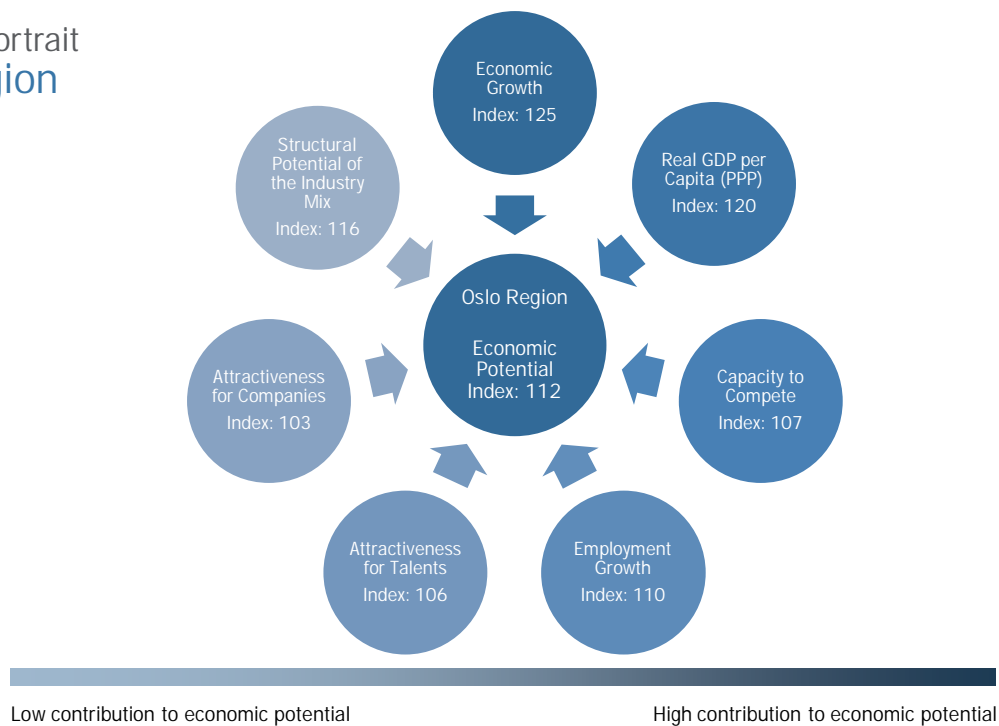 ortrait
gion
Economic
Growth
Index: 125
Structural
Potential of
the Industry
Mix
Index: 116
Real GDP per
Capita (PPP)
Index: 120
Oslo Region
Economic
Potential
Index: 112
Attractiveness
for Companies
Index: 103
Capacity to
Compete
Index: 107
Attractiveness
for Talents
Index: 106
Employment
Growth
Index: 110
Low contribution to economic potential
High contribution to economic potential